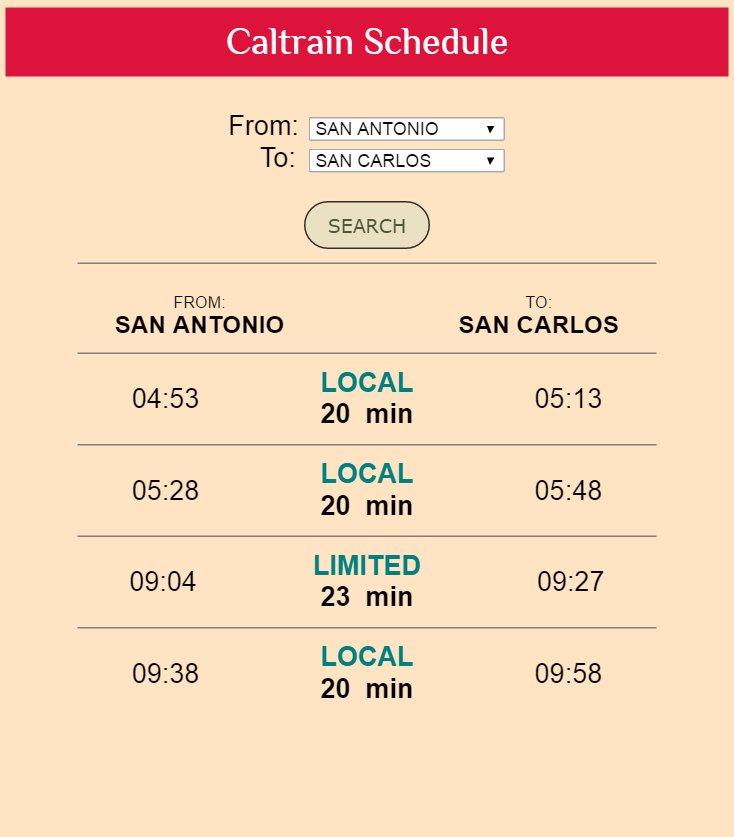 Caltrain Schedule
From: SAN ANTONIO
To: SAN CARLOS
SEARCH
FROM: TO:
SAN ANTONIO SAN CARLOS
LOCAL
04:53 05:13
20 min
LOCAL
05:28 05:48
20 min
LIMITED
09:04 09:27
23 min
LOCAL
09:38 09:58
20 min